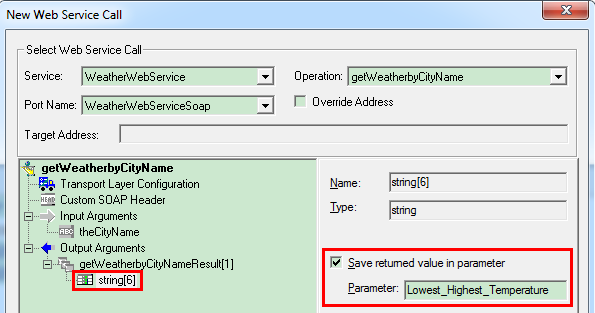 New Web Service Call
Select Web Service Call
Service: WeatherWebService Operation: getWeatherbyCityName
Port Name: WeatherWebServiceSoap Override Address
Target Address:
getWeatherbyCityName
Transport Layer Configuration
HEAD Custom SOAP Header
Input Arguments
ABC theCityName
Output Arguments
getWeatherbyCityNameResult[1]
string[6]
Name: string[6]
Type: string
Save returned value in parameter
Parameter: Lowest_Highest_Temperature